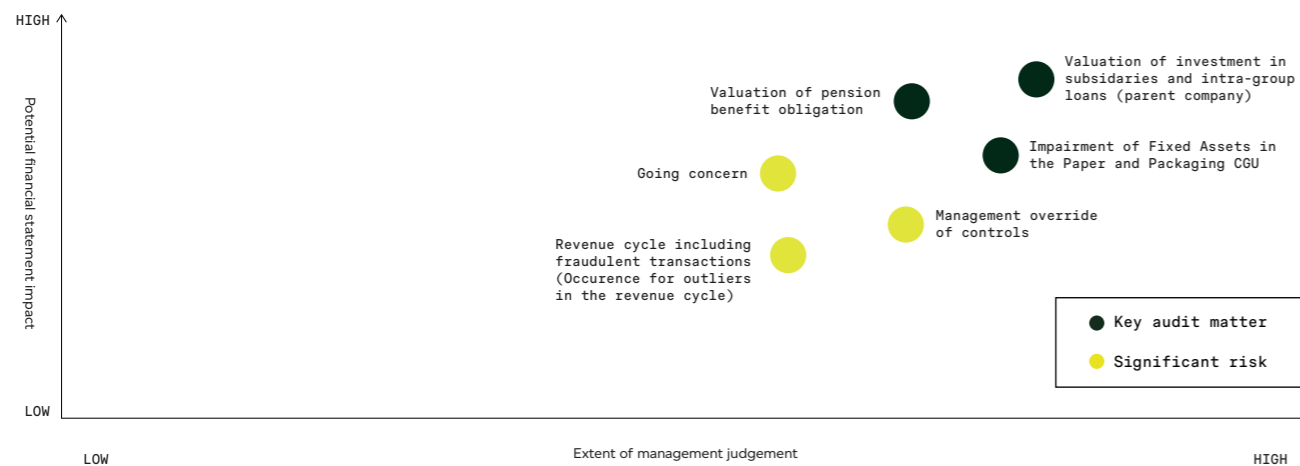 HIGH
Potential financial statement impact
LOW
Valuation of investment in
subsidaries and intra-group
loans (parent company)
Valuation of pension
benefit obligation
Impairment of Fixed Assets in
the Paper and Packaging CGU
Going concern
Management override
of controls
Revenue cycle including
fraudulent transactions
(Occurence for outliers
in the revenue cycle)
Key audit matter
Significant risk
LOW
Extent of management judgement
HIGH